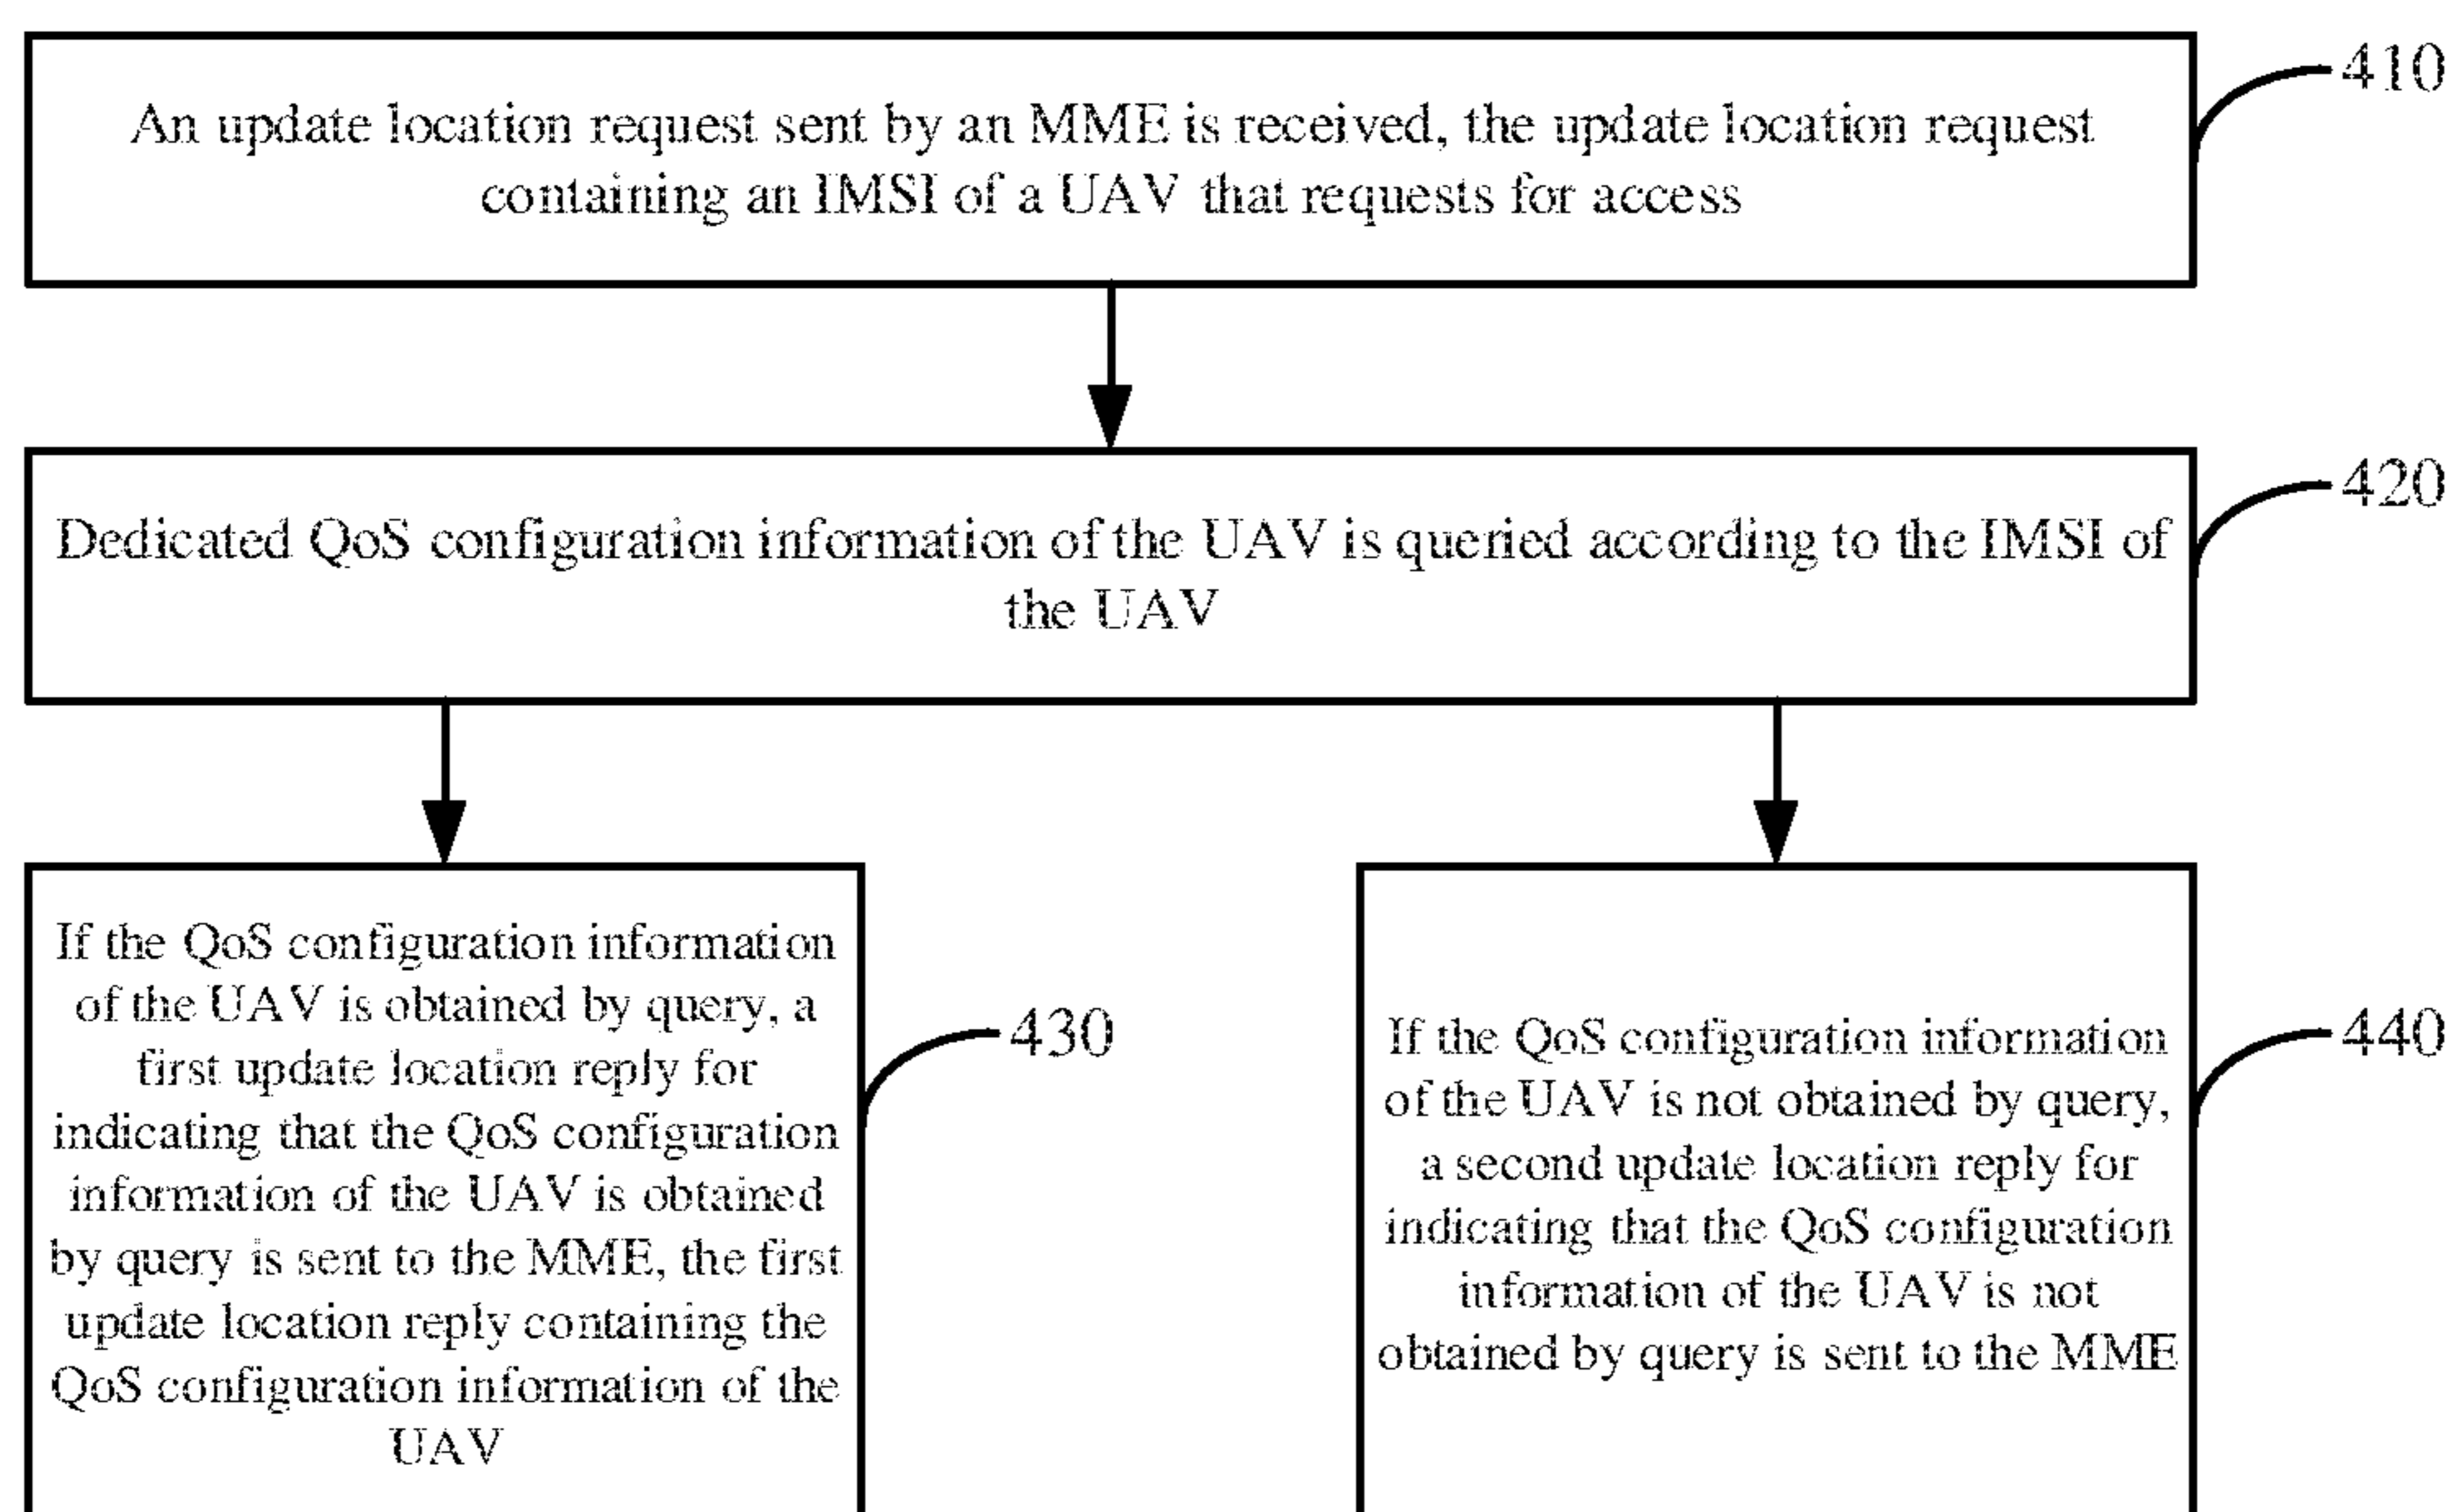 An update location request sent by an MME is received, the update location request
containing an IMSI of a UAV that requests for access
410
Dedicated QoS configuration information of the UAV is queried according to the IMSI of
the UAV
420
If the QoS configuration information
of the UAV is obtained by query, a
first update location reply for
indicating that the QoS configuration
information of the UAV is obtained
by query is sent to the MME, the first
update location reply containing the
QoS configuration information of the
UAV
430
If the QoS configuration information
of the UAV is not obtained by query,
a second update location reply for
indicating that the QoS configuration
information of the UAV is not
obtained by query is sent to the MME
440